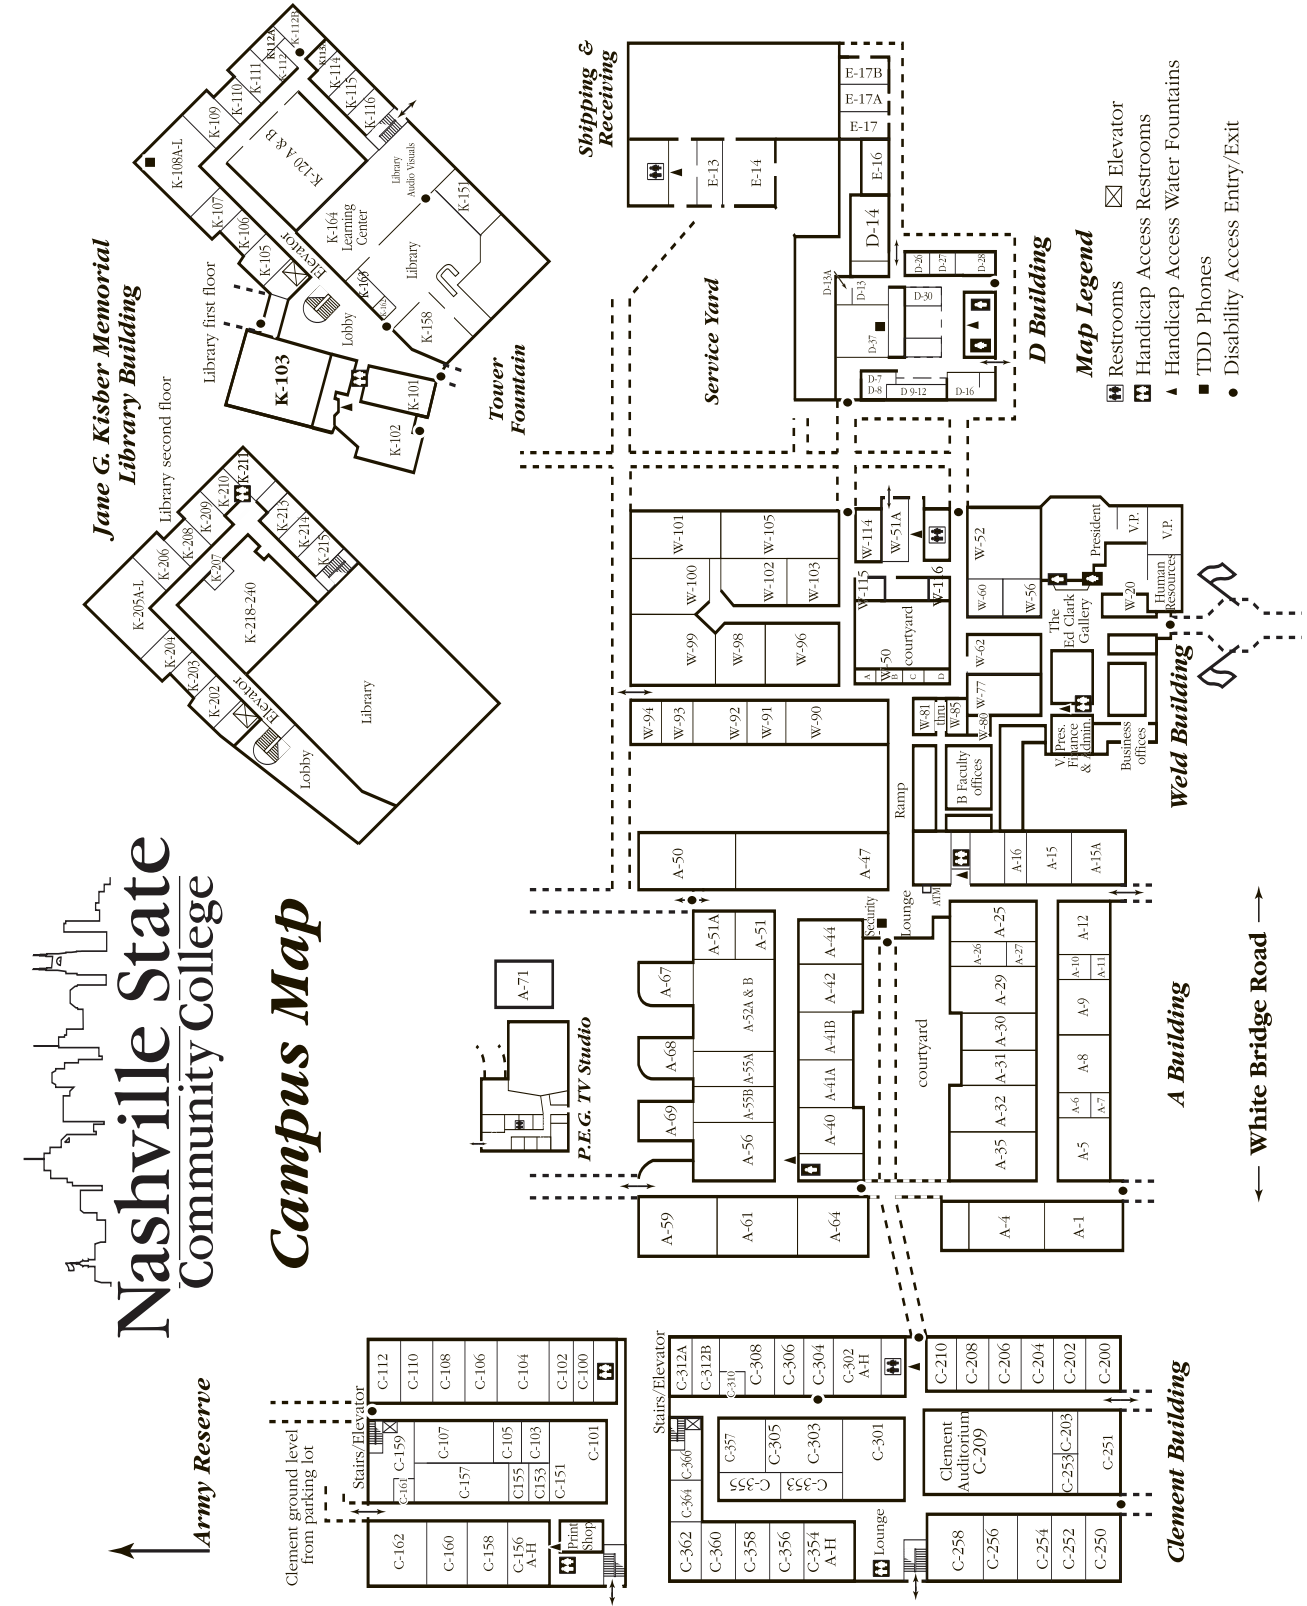 Nashville State
Community College
Campus Map
Jane G. Kisber Memorial
Library Building
Library second floor
Library first floor
K-205A-L
K-206
K-208
K-209
K-210
K-211
K-207
K-213
K-214
K-215
K-218-240
K-204
K-203
K-202
Elevator
Lobby
Library
K-108A-L
K-109
K-110
K-111
K112A
K-112B
K-112
K-114
K-115
K-116
K-107
K-106
K-105
K-120 A & B
Elevator
Library
Audio Visuals
K-151
K-164
Learning
Center
Library
K-163
K-158
Lobby
K-103
K-101
K-102
Tower
Fountain
Shipping &
Receiving
E-17B
E-17A
E-17
E-13
E-14
E-16
D-14
Service Yard
D-13A
D-13
D-26
D-27
D-28
D-30
D-37
D-7
D-8
D 9-12
D-16
D Building
Map Legend
Restrooms
Elevator
Handicap Access Restrooms
Handicap Access Water Fountains
TDD Phones
Disability Access Entry/Exit
W-101
W-105
W-100
W-102
W-103
W-99
W-98
W-96
W-94
W-93
W-92
W-91
W-90
W-114
W-51A
W-115
W-116
W-50
courtyard
A
B
C
D
W-52
W-60
W-56
W-62
W-77
W-81
thru
W-85
W-80
President
V.P.
V.P.
Human
Resources
W-20
The
Ed Clark
Gallery
V. Pres.
Finance
& Admin.
Business
offices
B Faculty
offices
Ramp
Weld Building
A-50
A-47
A-16
A-15
A-15A
ATM
Security
Lounge
A-71
P.E.G. TV Studio
A-67
A-68
A-69
A-51A
A-51
A-52A & B
A-55A
A-55B
A-56
A-44
A-42
A-41B
A-41A
A-40
courtyard
A-25
A-26
A-27
A-29
A-30
A-31
A-32
A-35
A-12
A-10
A-11
A-9
A-8
A-6
A-7
A-5
A-59
A-61
A-64
A-4
A-1
A Building
White Bridge Road
Army Reserve
Clement ground level
from parking lot
Stairs/Elevator
C-112
C-110
C-108
C-106
C-104
C-102
C-100
C-159
C-161
C-107
C-105
C-103
C-101
C-157
C155
C153
C-151
C-162
C-160
C-158
C-156
A-H
Print
Shop
Stairs/Elevator
C-312A
C-312B
C-310
C-308
C-306
C-304
C-302
A-H
C-366
C-364
C-357
C-305
C-303
C-301
C-355
C-353
C-362
C-360
C-358
C-356
C-354
A-H
Lounge
C-210
C-208
C-206
C-204
C-202
C-200
Clement
Auditorium
C-209
C-203
C-253
C-251
C-258
C-256
C-254
C-252
C-250
Clement Building